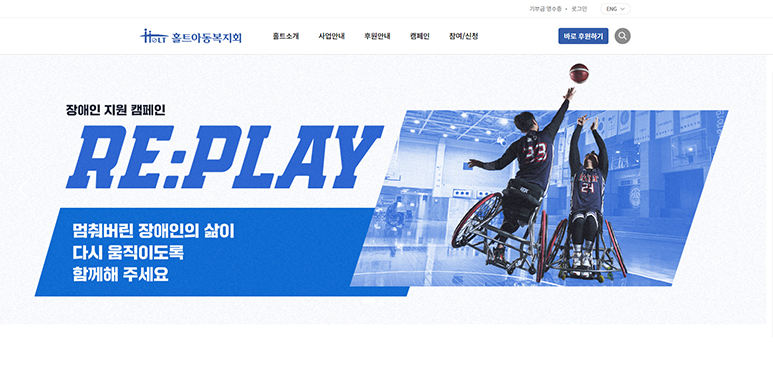 기부금 영수증 • 로그인
ENG
HOLT 홀트아동복지회
홀트소개 사업안내 후원안내 캠페인 참여/신청
바로 후원하기
장애인 지원 캠페인
RE:PLAY
멈춰버린 장애인의 삶이
다시 움직이도록
함께해 주세요
33
24